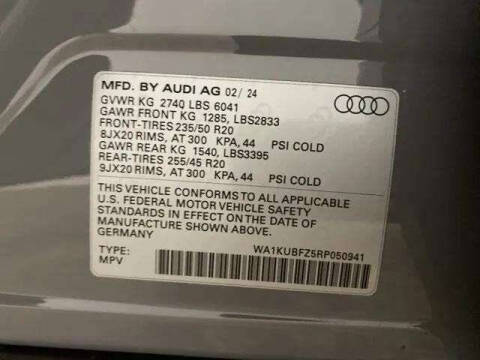 MFD. BY AUDI AG 02/ 24
GVWR KG 2740 LBS 6041
GAWR FRONT KG 1285, LBS2833
FRONT-TIRES 235/50 R20
8JX20 RIMS, AT 300 KPA, 44 PSI COLD
GAWR REAR KG 1540, LBS3395
REAR-TIRES 255/45 R20
9JX20 RIMS, AT 300 KPA, 44 PSI COLD
THIS VEHICLE CONFORMS TO ALL APPLICABLE
U.S. FEDERAL MOTOR VEHICLE SAFETY
STANDARDS IN EFFECT ON THE DATE OF
MANUFACTURE SHOWN ABOVE.
GERMANY
TYPE:
MPV
WA1KUBFZ5RP050941